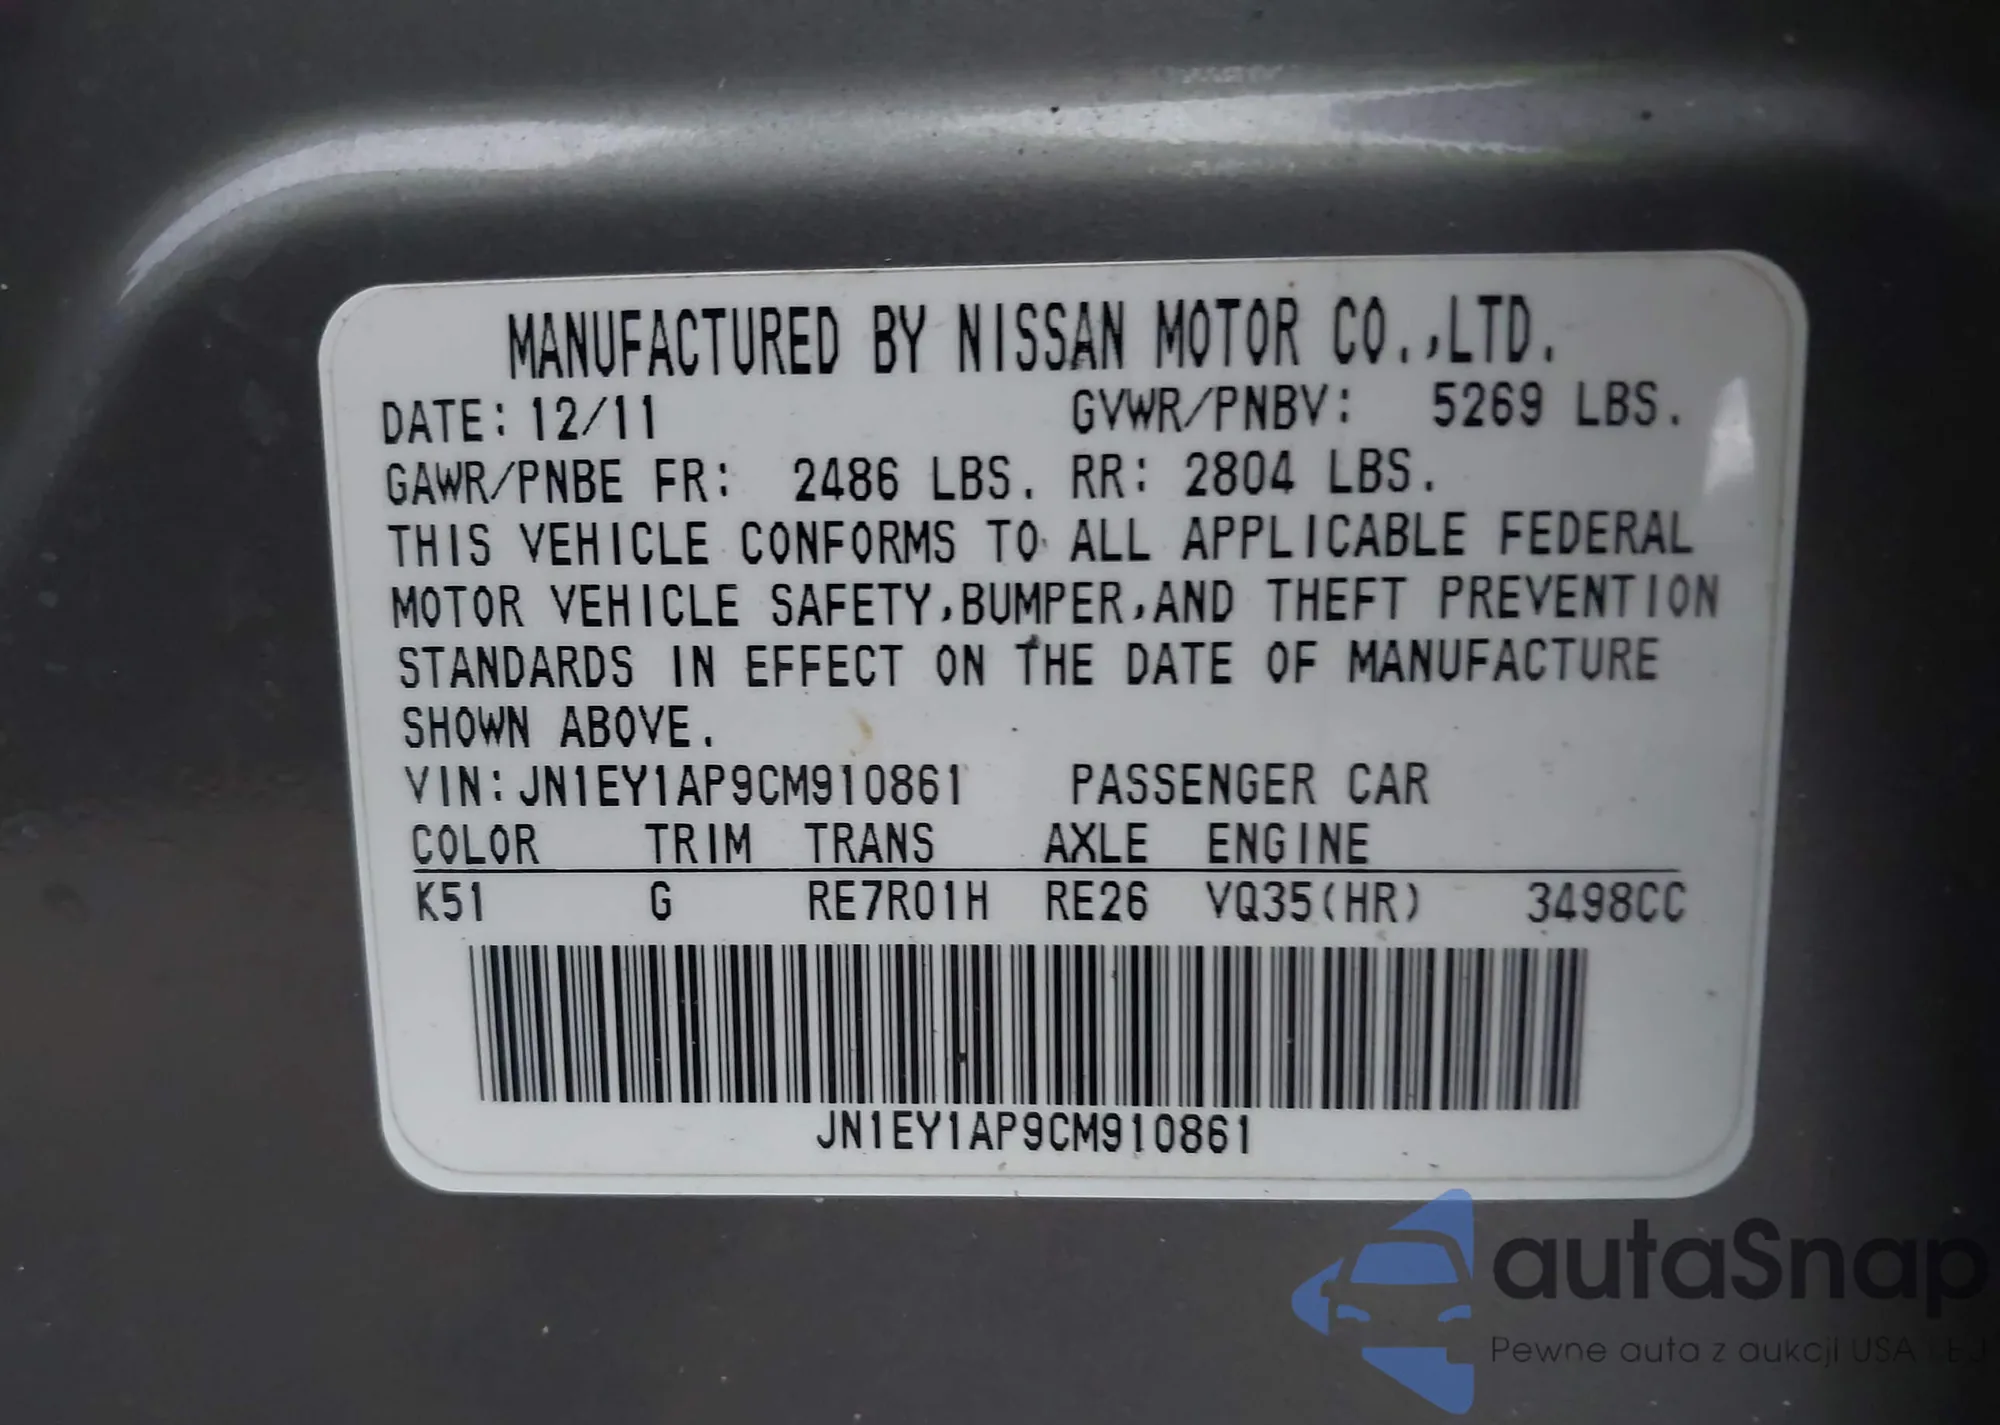 MANUFACTURED BY NISSAN MOTOR CO.,LTD.
DATE: 12/11 GVWR/PNBV: 5269 LBS.
GAWR/PNBE FR: 2486 LBS. RR: 2804 LBS.
THIS VEHICLE CONFORMS TO ALL APPLICABLE FEDERAL
MOTOR VEHICLE SAFETY,BUMPER,AND THEFT PREVENTION
STANDARDS IN EFFECT ON THE DATE OF MANUFACTURE
SHOWN ABOVE.
VIN: JN1EY1AP9CM910861 PASSENGER CAR
COLOR TRIM TRANS AXLE ENGINE
K51 G RE7R01H RE26 VQ35(HR) 3498CC
JN1EY1AP9CM910861
autaSnap
Pewne auta z aukcji USA i EU